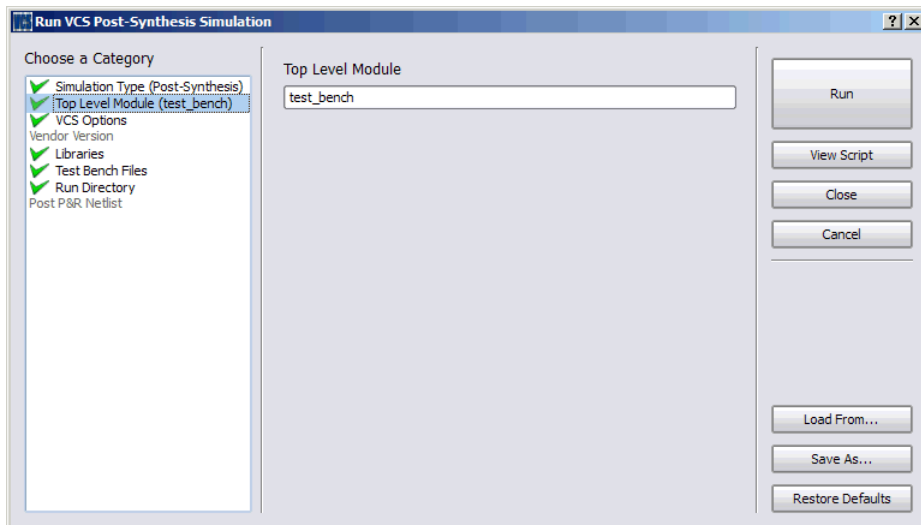 Run VCS Post-Synthesis Simulation
Choose a Category
Simulation Type (Post-Synthesis)
Top Level Module (test_bench)
VCS Options
Vendor Version
Libraries
Test Bench Files
Run Directory
Post P&R Netlist
Top Level Module
test_bench
Run
View Script
Close
Cancel
Load From...
Save As...
Restore Defaults